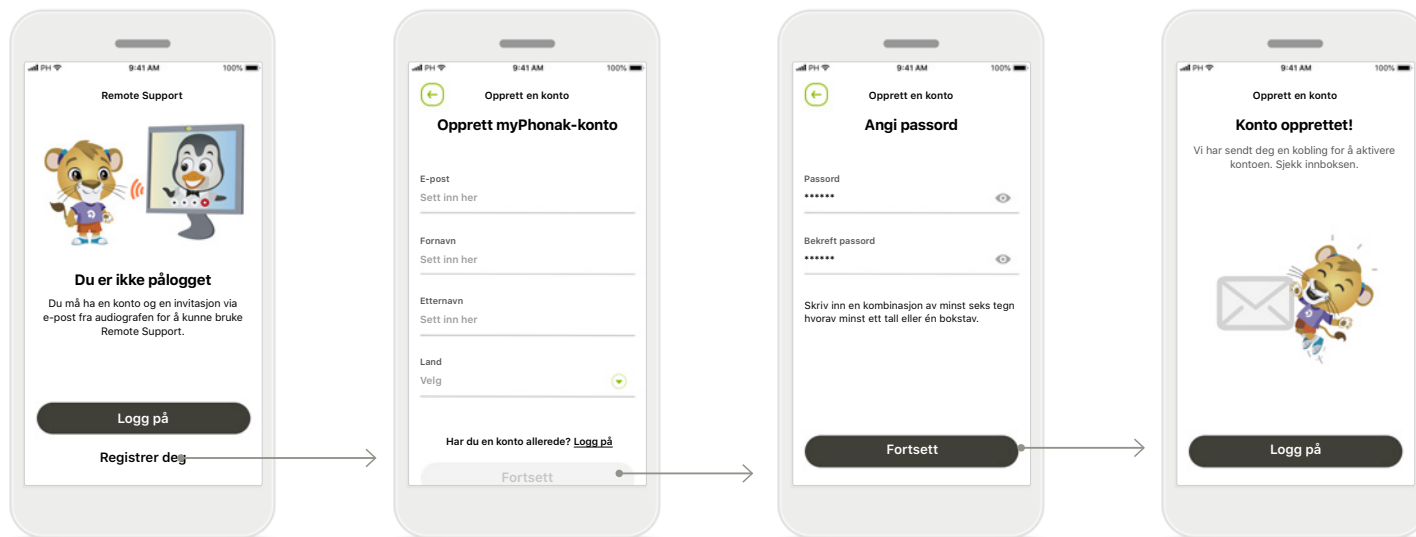 PH
9:41 AM
100%
Remote Support
Du er ikke pålogget
Du må ha en konto og en invitasjon via
e-post fra audiografen for å kunne bruke
Remote Support.
Logg på
Registrer deg
PH
9:41 AM
100%
Opprett en konto
Opprett myPhonak-konto
E-post
Sett inn her
Fornavn
Sett inn her
Etternavn
Sett inn her
Land
Velg
Har du en konto allerede? Logg på
Fortsett
PH
9:41 AM
100%
Opprett en konto
Angi passord
Passord
******
Bekreft passord
******
Skriv inn en kombinasjon av minst seks tegn
hvorav minst ett tall eller én bokstav.
Fortsett
PH
9:41 AM
100%
Opprett en konto
Konto opprettet!
Vi har sendt deg en kobling for å aktivere
kontoen. Sjekk innboksen.
Logg på